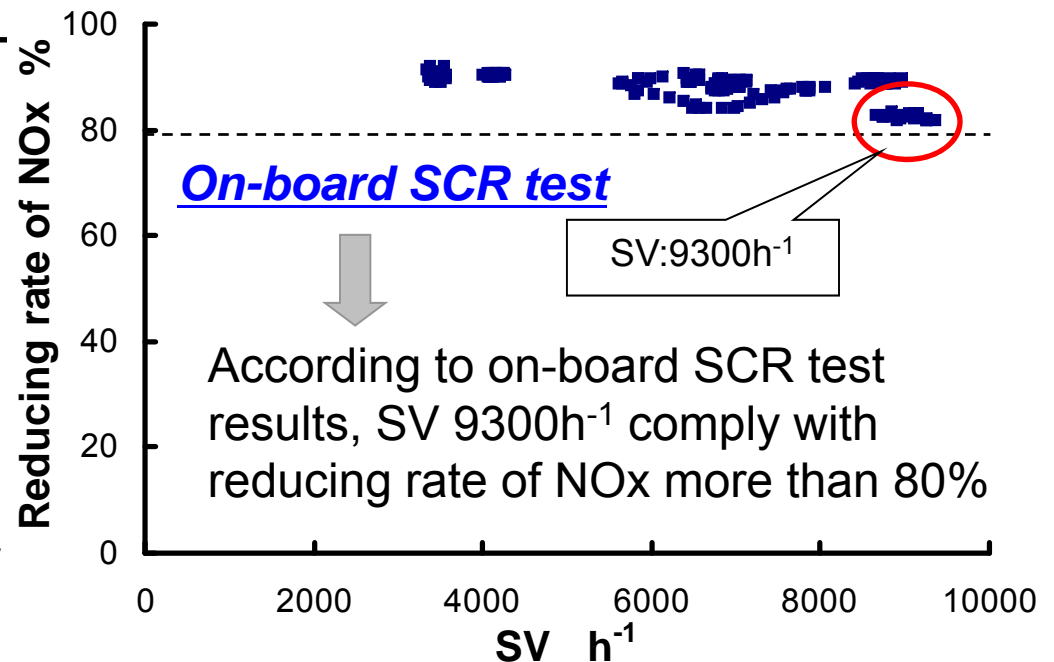 Reducing rate of NOx %
100
80
60
40
20
0
On-board SCR test
SV:9300h⁻¹
According to on-board SCR test
results, SV 9300h⁻¹ comply with
reducing rate of NOx more than 80%
0 2000 4000 6000 8000 10000
SV h⁻¹